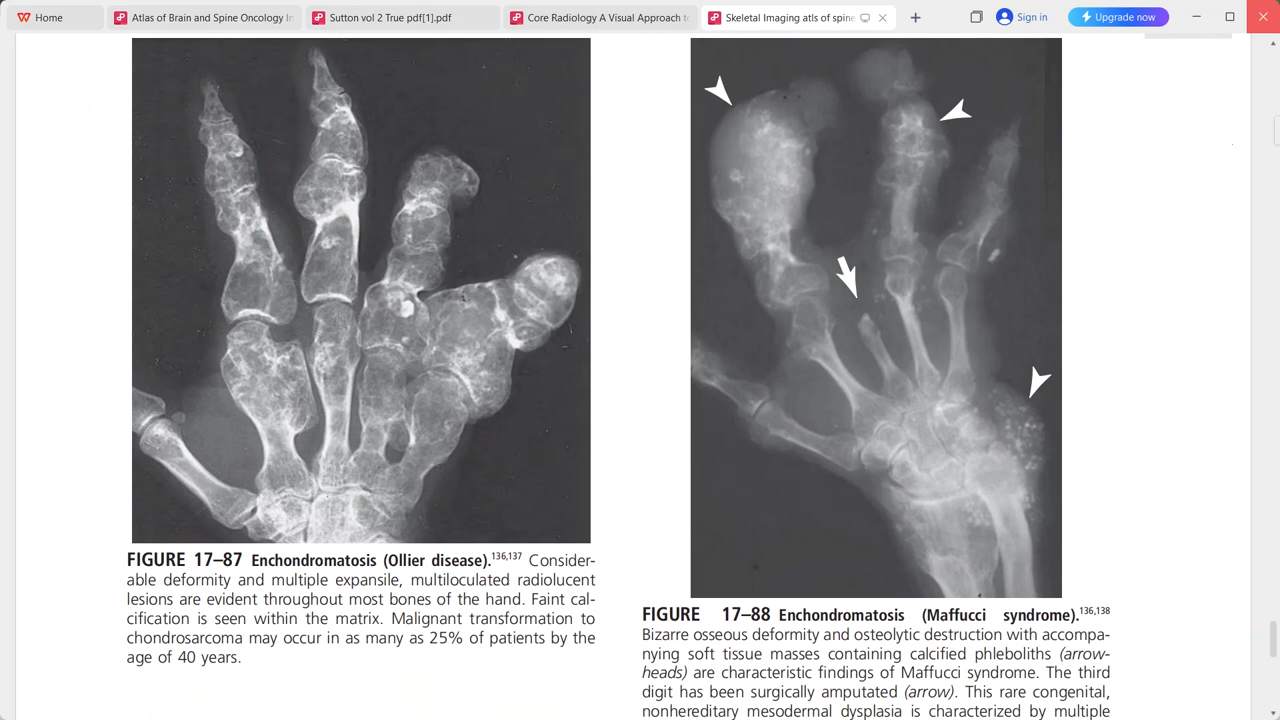 Home
Atlas of Brain and Spine Oncology I
Sutton vol 2 True pdf[1].pdf
Core Radiology A Visual Approach to
Skeletal Imaging atls of spine
Sign in
Upgrade now
FIGURE 17–87 Enchondromatosis (Ollier disease).136,137 Consider-
able deformity and multiple expansile, multiloculated radiolucent
lesions are evident throughout most bones of the hand. Faint cal-
cification is seen within the matrix. Malignant transformation to
chondrosarcoma may occur in as many as 25% of patients by the
age of 40 years.
FIGURE 17–88 Enchondromatosis (Maffucci syndrome).136,138
Bizarre osseous deformity and osteolytic destruction with accompa-
nying soft tissue masses containing calcified phleboliths (arrow-
heads) are characteristic findings of Maffucci syndrome. The third
digit has been surgically amputated (arrow). This rare congenital,
nonhereditary mesodermal dysplasia is characterized by multiple